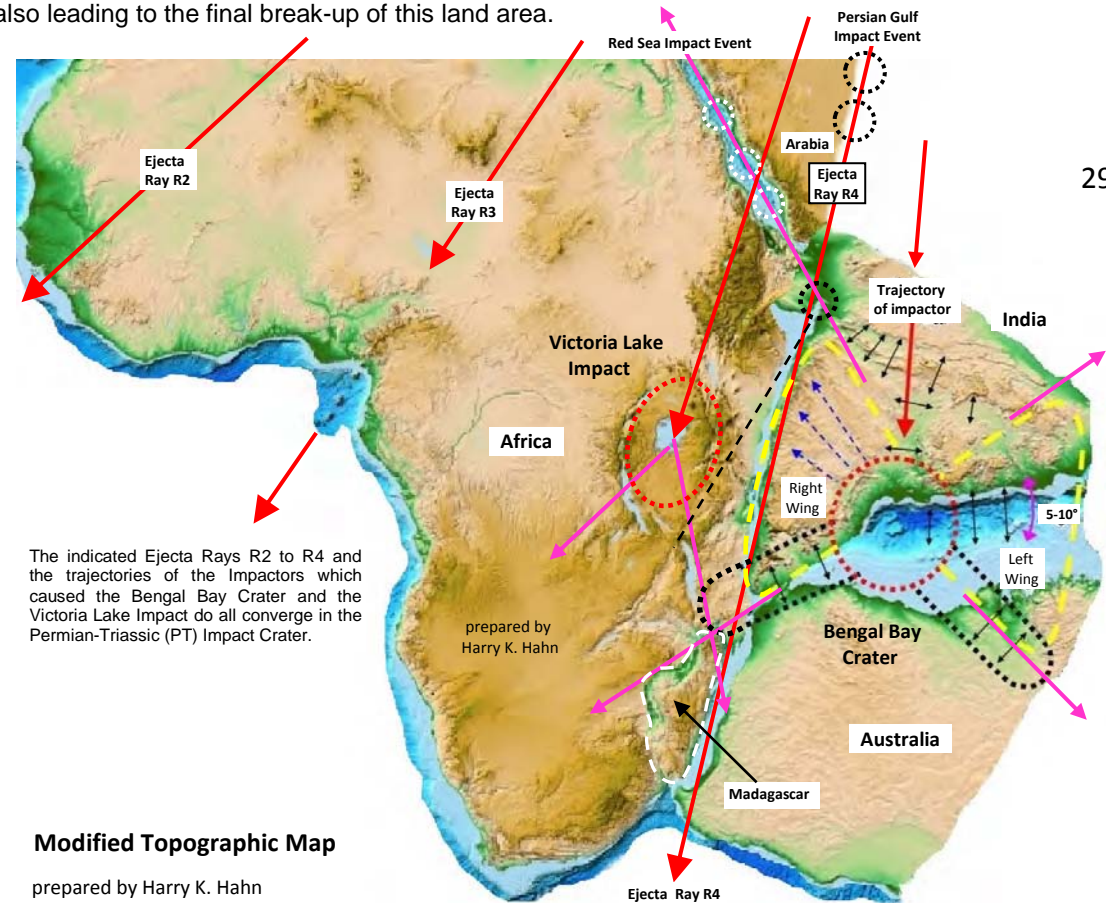 also leading to the final break-up of this land area.
Red Sea Impact Event
Persian Gulf
Impact Event
Ejecta
Ray R2
Ejecta
Ray R3
Arabia
Ejecta
Ray R4
29
Trajectory
of impactor
India
Victoria Lake
Impact
Africa
Right
Wing
5-10°
Left
Wing
The indicated Ejecta Rays R2 to R4 and
the trajectories of the Impactors which
caused the Bengal Bay Crater and the
Victoria Lake Impact do all converge in the
Permian-Triassic (PT) Impact Crater.
prepared by
Harry K. Hahn
Bengal Bay
Crater
Australia
Madagascar
Modified Topographic Map
prepared by Harry K. Hahn
Ejecta Ray R4